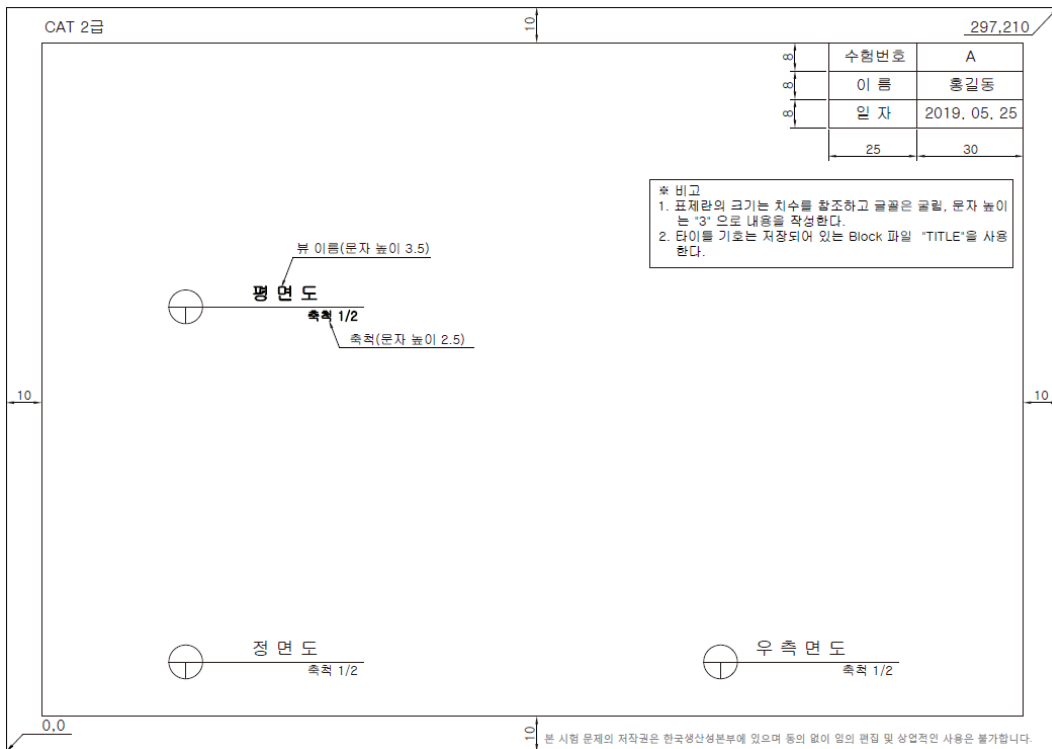 CAT 2급
10
297,210
8
수험번호 A
8
이 름 홍길동
8
일 자 2019. 05. 25
25 30
※ 비고
1. 표제란의 크기는 치수를 참조하고 글꼴은 굴림, 문자 높이
는 "3" 으로 내용을 작성한다.
2. 타이틀 기호는 저장되어 있는 Block 파일 "TITLE"을 사용
한다.
뷰 이름(문자 높이 3.5)
평 면 도
축척 1/2
축척(문자 높이 2.5)
10
10
정 면 도
축척 1/2
우 측 면 도
축척 1/2
0,0
10
본 시험 문제의 저작권은 한국생산성본부에 있으며 동의 없이 임의 편집 및 상업적인 사용은 불가합니다.